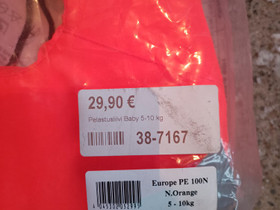 29,90 €
Pelastusliivi Baby 5-10 kg
38-7167
Europe PE 100N
N.Orange
5 - 10kg